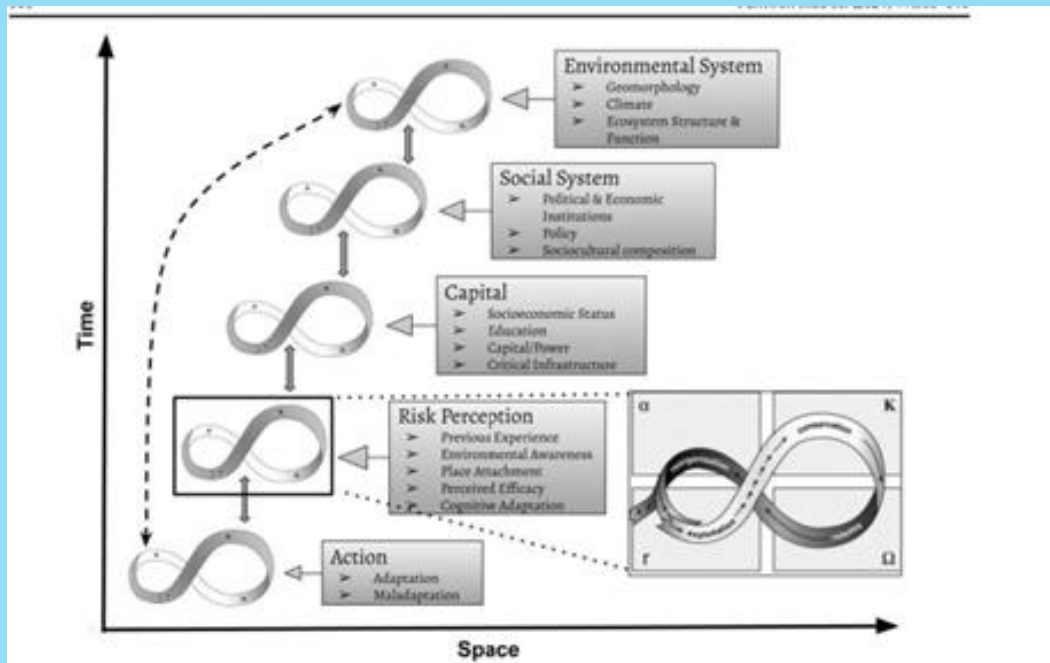 Environmental System
➤ Geomorphology
➤ Climate
➤ Ecosystem Structure &
Function
Social System
➤ Political & Economic
Institutions
➤ Policy
➤ Sociocultural composition
Capital
➤ Socioeconomic Status
➤ Education
➤ Capital/Power
➤ Critical Infrastructure
Risk Perception
➤ Previous Experience
➤ Environmental Awareness
➤ Place Attachment
➤ Perceived Efficacy
➤ Cognitive Adaptation
Action
➤ Adaptation
➤ Maladaptation
α
K
conservation
exploitation
r
Ω
Time
Space